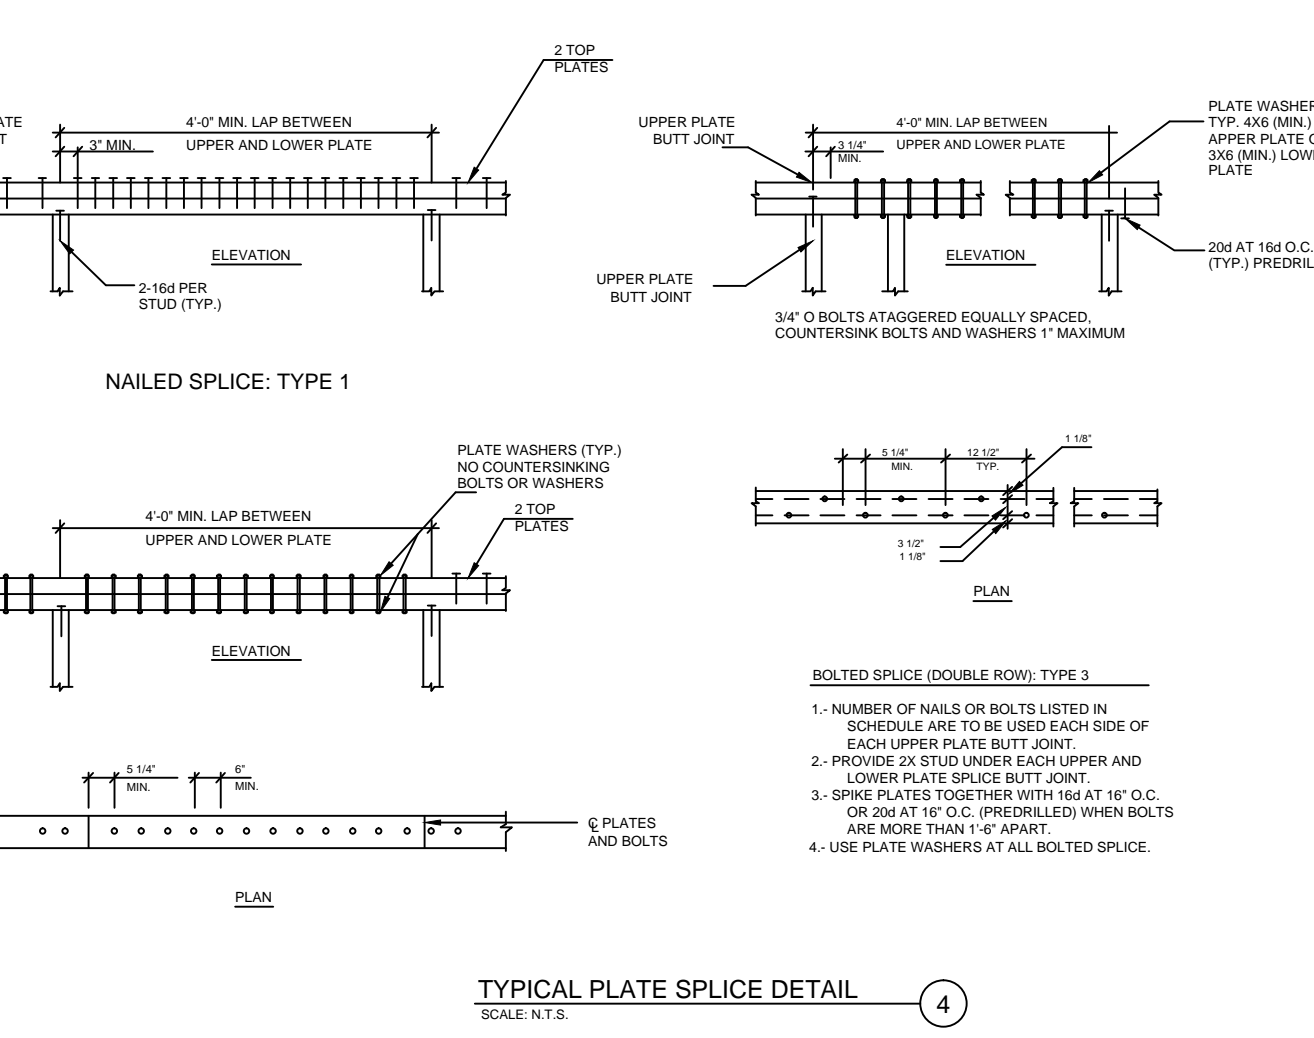 2 TOP
PLATES
ATE
T
4'-0" MIN. LAP BETWEEN
UPPER AND LOWER PLATE
3" MIN.
ELEVATION
2-16d PER
STUD (TYP.)
NAILED SPLICE: TYPE 1
UPPER PLATE
BUTT JOINT
4'-0" MIN. LAP BETWEEN
UPPER AND LOWER PLATE
3 1/4"
MIN.
PLATE WASHER
TYP. 4X6 (MIN.)
APPER PLATE O
3X6 (MIN.) LOW
PLATE
ELEVATION
20d AT 16d O.C.
(TYP.) PREDRIL
UPPER PLATE
BUTT JOINT
3/4" O BOLTS ATAGGERED EQUALLY SPACED,
COUNTERSINK BOLTS AND WASHERS 1" MAXIMUM
PLATE WASHERS (TYP.)
NO COUNTERSINKING
BOLTS OR WASHERS
2 TOP
PLATES
4'-0" MIN. LAP BETWEEN
UPPER AND LOWER PLATE
ELEVATION
1 1/8"
5 1/4"
MIN.
12 1/2"
TYP.
3 1/2"
1 1/8"
PLAN
5 1/4"
MIN.
6"
MIN.
℄ PLATES
AND BOLTS
PLAN
BOLTED SPLICE (DOUBLE ROW): TYPE 3
1.- NUMBER OF NAILS OR BOLTS LISTED IN
SCHEDULE ARE TO BE USED EACH SIDE OF
EACH UPPER PLATE BUTT JOINT.
2.- PROVIDE 2X STUD UNDER EACH UPPER AND
LOWER PLATE SPLICE BUTT JOINT.
3.- SPIKE PLATES TOGETHER WITH 16d AT 16" O.C.
OR 20d AT 16" O.C. (PREDRILLED) WHEN BOLTS
ARE MORE THAN 1'-6" APART.
4.- USE PLATE WASHERS AT ALL BOLTED SPLICE.
TYPICAL PLATE SPLICE DETAIL
4
SCALE: N.T.S.